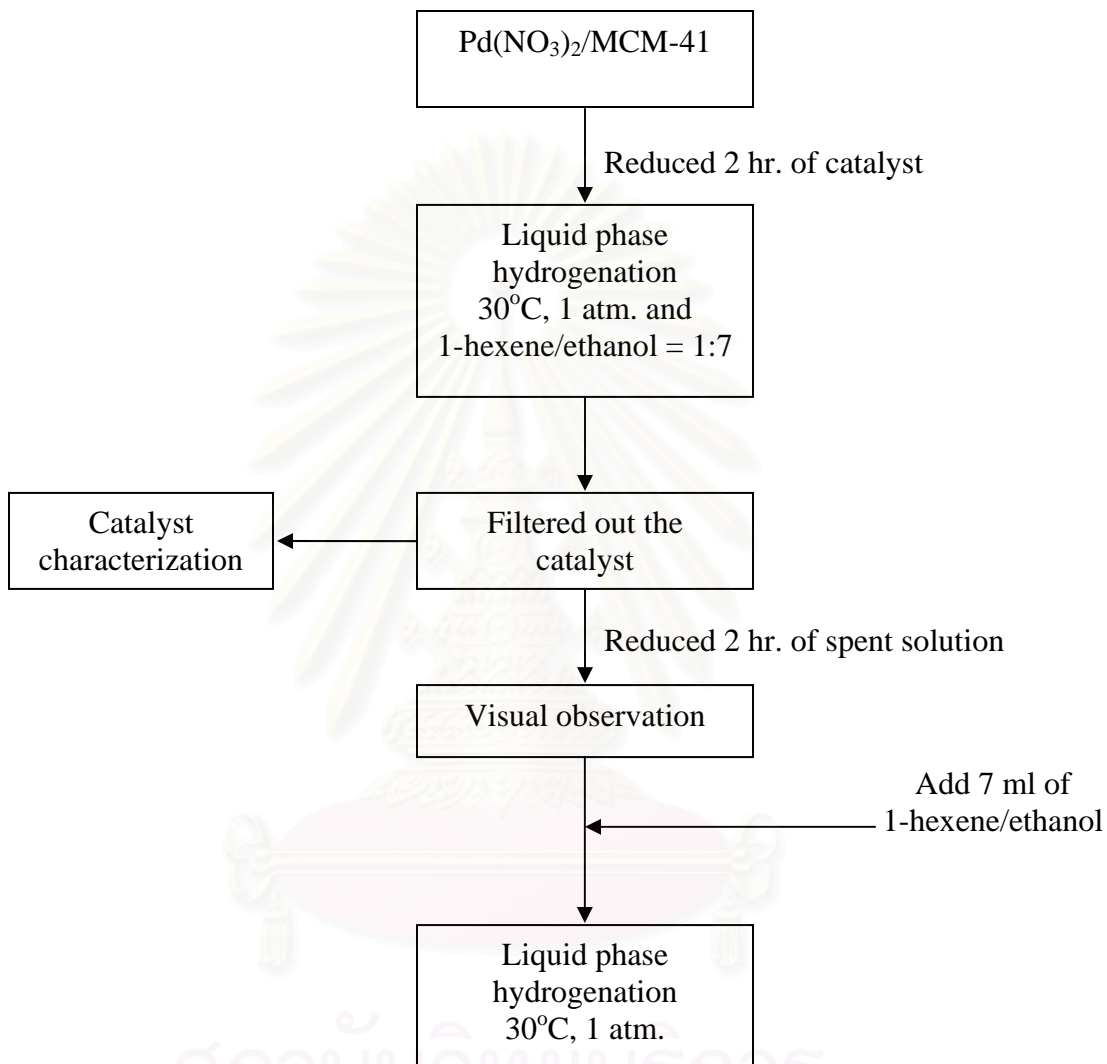 Pd(NO₃)₂/MCM-41
Reduced 2 hr. of catalyst
Liquid phase
hydrogenation
30°C, 1 atm. and
1-hexene/ethanol = 1:7
Catalyst
characterization
Filtered out the
catalyst
Reduced 2 hr. of spent solution
Visual observation
Add 7 ml of
1-hexene/ethanol
Liquid phase
hydrogenation
30°C, 1 atm.